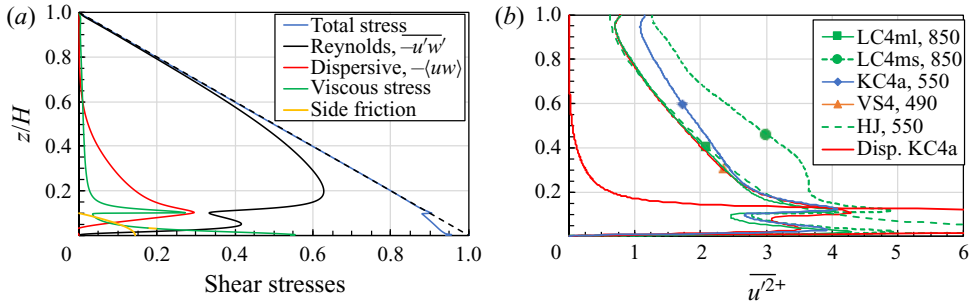 (a)
1.0
0.8
0.6
0.4
0.2
0
z/H
Total stress
Reynolds, –u′w′
Dispersive, –⟨uw⟩
Viscous stress
Side friction
0.2
0.4
0.6
0.8
1.0
Shear stresses
(b)
1.0
0.8
0.6
0.4
0.2
0
LC4ml, 850
LC4ms, 850
KC4a, 550
VS4, 490
HJ, 550
Disp. KC4a
1
2
3
4
5
6
u′2+